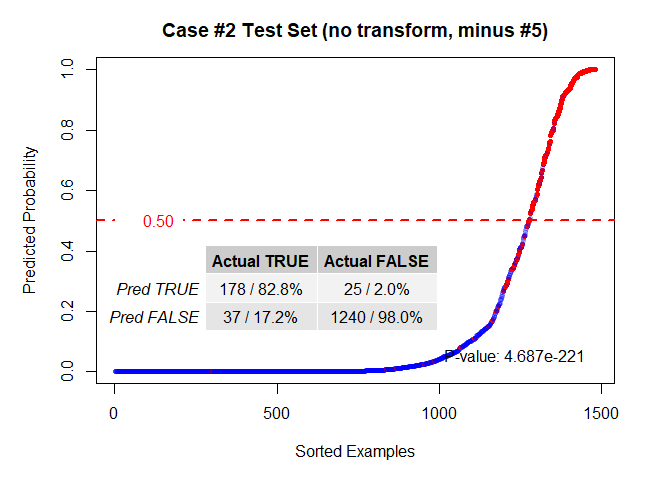 Case #2 Test Set (no transform, minus #5)
Predicted Probability
1.0
0.8
0.6
0.50
0.4
0.2
0.0
Actual TRUE Actual FALSE
Pred TRUE 178 / 82.8% 25 / 2.0%
Pred FALSE 37 / 17.2% 1240 / 98.0%
P-value: 4.687e-221
0 500 1000 1500
Sorted Examples